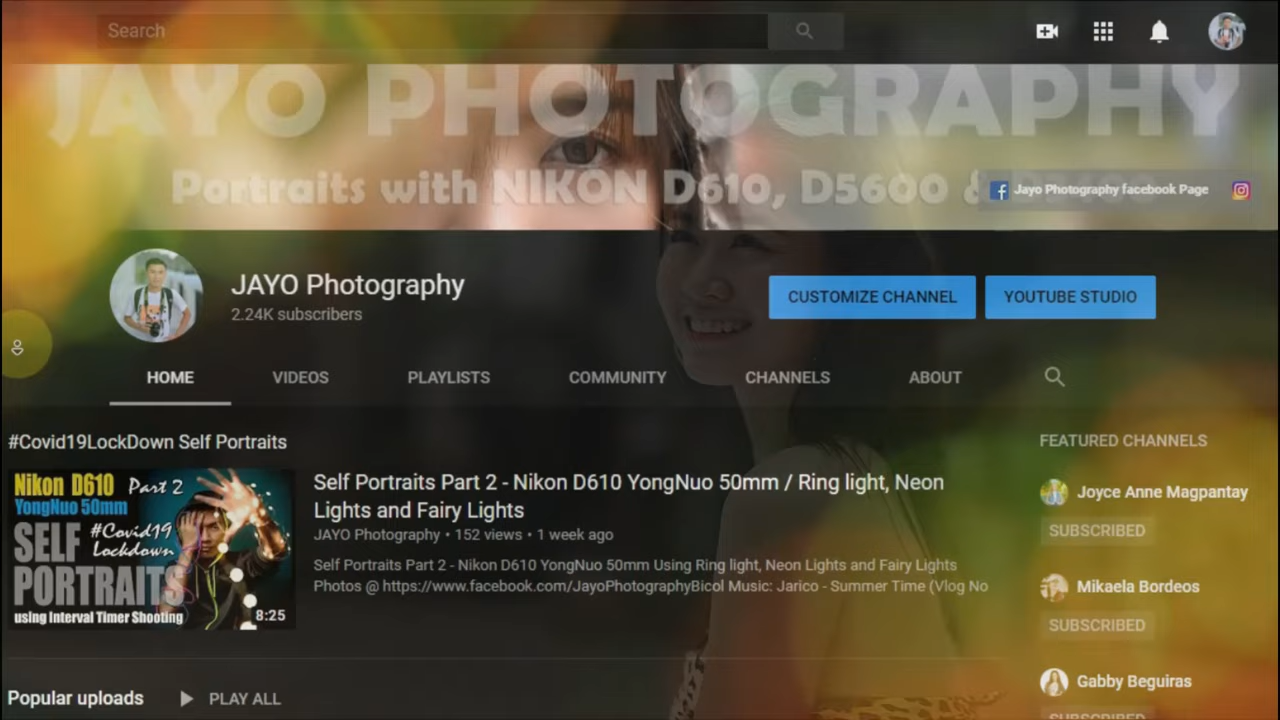 Search
JAYO PHOTOGRAPHY
Portraits with NIKON D610, D5600 &
Jayo Photography facebook Page
JAYO Photography
2.24K subscribers
CUSTOMIZE CHANNEL
YOUTUBE STUDIO
HOME
VIDEOS
PLAYLISTS
COMMUNITY
CHANNELS
ABOUT
#Covid19LockDown Self Portraits
Nikon D610 Part 2
YongNuo 50mm
SELF #Covid19
Lockdown
PORTRAITS
using Interval Timer Shooting
8:25
Self Portraits Part 2 - Nikon D610 YongNuo 50mm / Ring light, Neon
Lights and Fairy Lights
JAYO Photography • 152 views • 1 week ago
Self Portraits Part 2 - Nikon D610 YongNuo 50mm Using Ring light, Neon Lights and Fairy Lights
Photos @ https://www.facebook.com/JayoPhotographyBicol Music: Jarico - Summer Time (Vlog No
FEATURED CHANNELS
Joyce Anne Magpantay
SUBSCRIBED
Mikaela Bordeos
SUBSCRIBED
Gabby Beguiras
SUBSCRIBED
Popular uploads
PLAY ALL